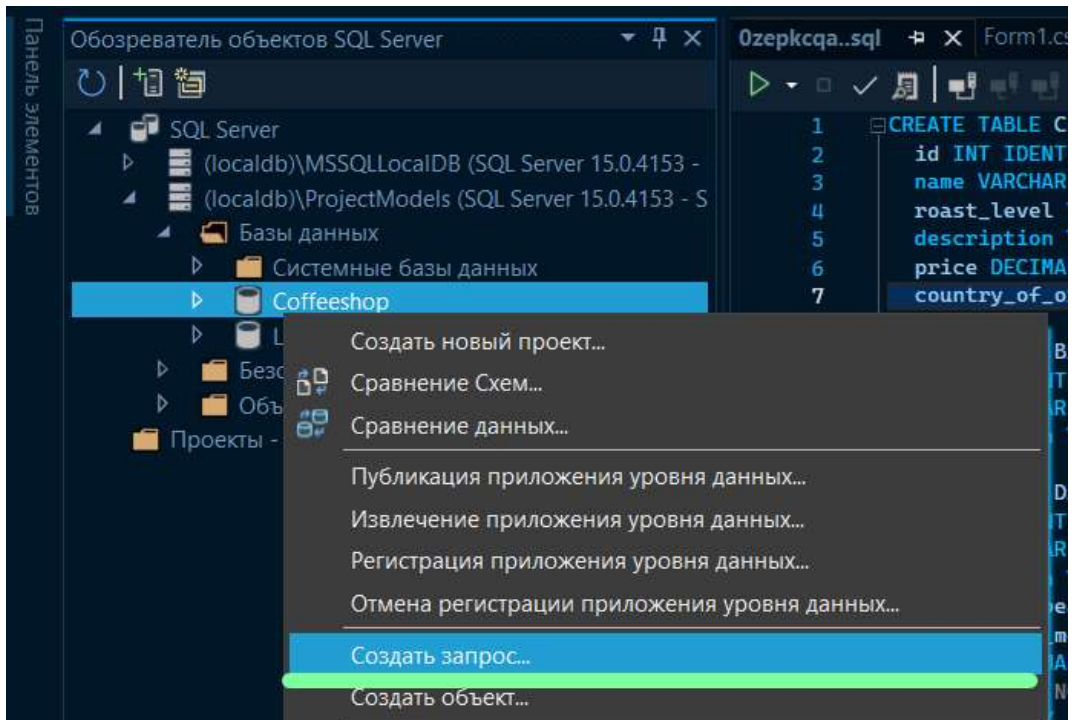 Панель элементов
Обозреватель объектов SQL Server
SQL Server
(localdb)\MSSQLLocalDB (SQL Server 15.0.4153 -
(localdb)\ProjectModels (SQL Server 15.0.4153 - S
Базы данных
Системные базы данных
Coffeeshop
L
Безо
Объ
Проекты -
Создать новый проект...
Сравнение Схем...
Сравнение данных...
Публикация приложения уровня данных...
Извлечение приложения уровня данных...
Регистрация приложения уровня данных...
Отмена регистрации приложения уровня данных...
Создать запрос...
Создать объект...
0zepkcqa..sql Form1.cs
1 CREATE TABLE C
2 id INT IDENT
3 name VARCHAR
4 roast_level
5 description
6 price DECIMA
7 country_of_o